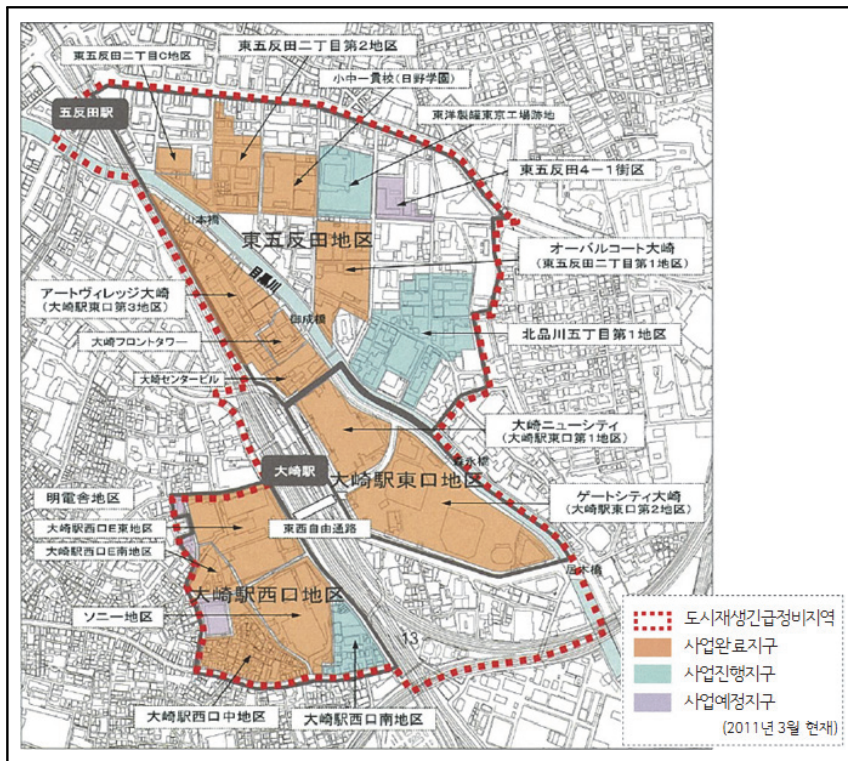 東五反田二丁目第2地区
東五反田二丁目C地区
小中一貫校(日野学園)
五反田駅
東洋製罐東京工場跡地
東五反田4－1街区
山本橋
東五反田地区
オーバルコート大崎
(東五反田二丁目第1地区)
目黒川
アートヴィレッジ大崎
(大崎駅東口第3地区)
御成橋
北品川五丁目第1地区
大崎フロントタワー
大崎センタービル
大崎ニューシティ
(大崎駅東口第1地区)
大崎駅
大崎駅東口地区
明電舎地区
ゲートシティ大崎
(大崎駅東口第2地区)
大崎駅西口E東地区
東西自由通路
大崎駅西口E南地区
居木橋
大崎駅西口地区
ソニー地区
13
大崎駅西口中地区
大崎駅西口南地区
도시재생긴급정비지역
사업완료지구
사업진행지구
사업예정지구
(2011년 3월 현재)